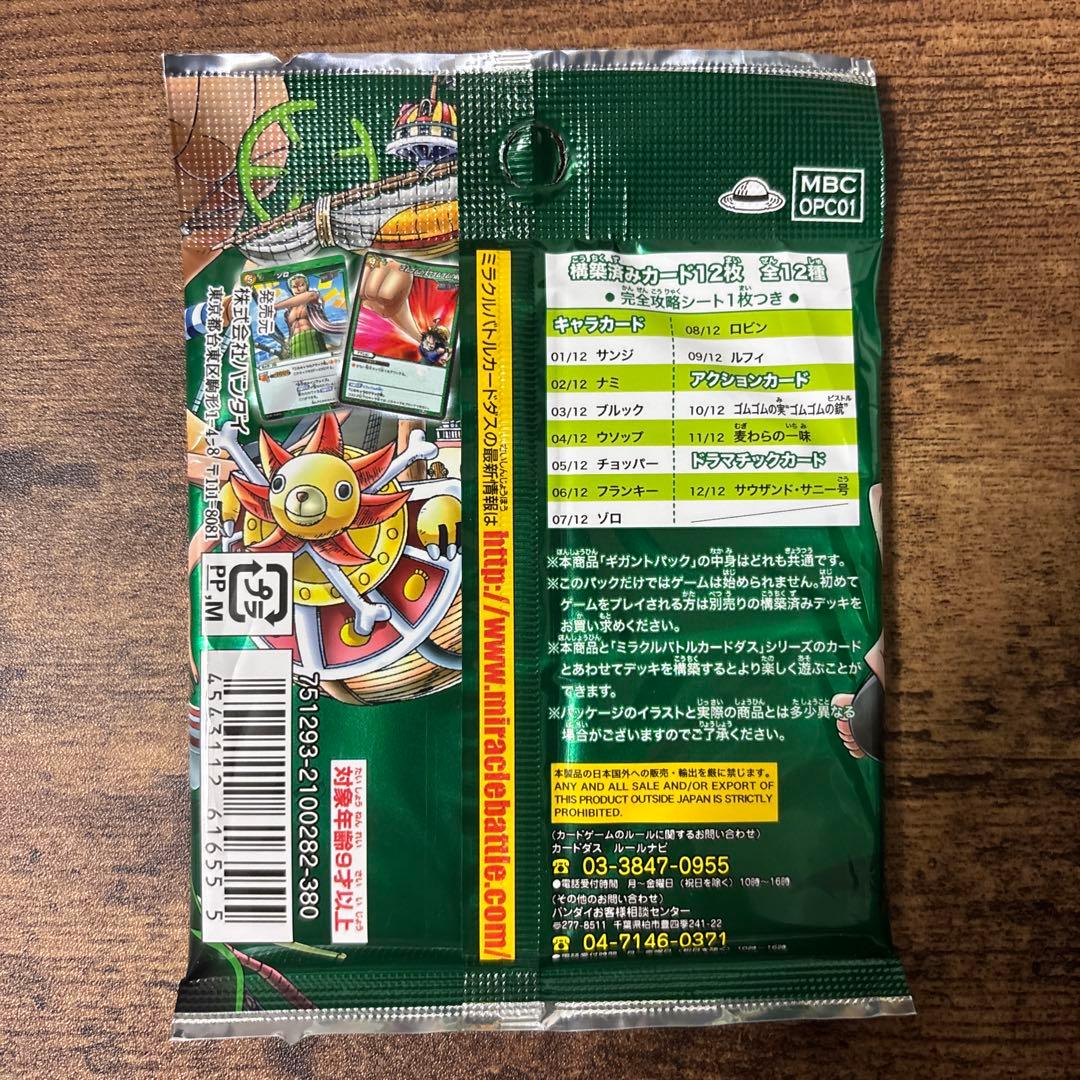 MBC
OPC01
構築済みカード12枚 全12種
●完全攻略シート1枚つき●
キャラカード
01/12 サンジ
02/12 ナミ
03/12 ブルック
04/12 ウソップ
05/12 チョッパー
06/12 フランキー
07/12 ゾロ
08/12 ロビン
09/12 ルフィ
アクションカード
10/12 ゴムゴムの実"ゴムゴムの銃"
11/12 麦わらの一味
ドラマチックカード
12/12 サウザンド・サニー号
※本商品「ギガントパック」の中身はどれも共通です。
※このパックだけではゲームは始められません。初めて
ゲームをプレイされる方は別売りの構築済みデッキを
お買い求めください。
※本商品と「ミラクルバトルカードダス」シリーズのカード
とあわせてデッキを構築するとより楽しく遊ぶことが
できます。
※パッケージのイラストと実際の商品とは多少異なる
場合がございますのでご了承ください。
本製品の日本国外への販売・輸出を厳に禁じます。
ANY AND ALL SALE AND/OR EXPORT OF
THIS PRODUCT OUTSIDE JAPAN IS STRICTLY
PROHIBITED.
(カードゲームのルールに関するお問い合わせ)
カードダス ルールナビ
☎ 03-3847-0955
●電話受付時間 月～金曜日(祝日を除く)10時～16時
(その他のお問い合わせ)
バンダイお客様相談センター
〒277-8511 千葉県柏市豊四季241-22
☎ 04-7146-0371
ミラクルバトルカードダスの最新情報は http://www.miraclebattle.com/
発売元
株式会社バンダイ
東京都台東区駒形1-4-8 〒111-8081
ゾロ
プラ
PP,M
751293-2100282-380
4543112 616555
対象年齢9才以上